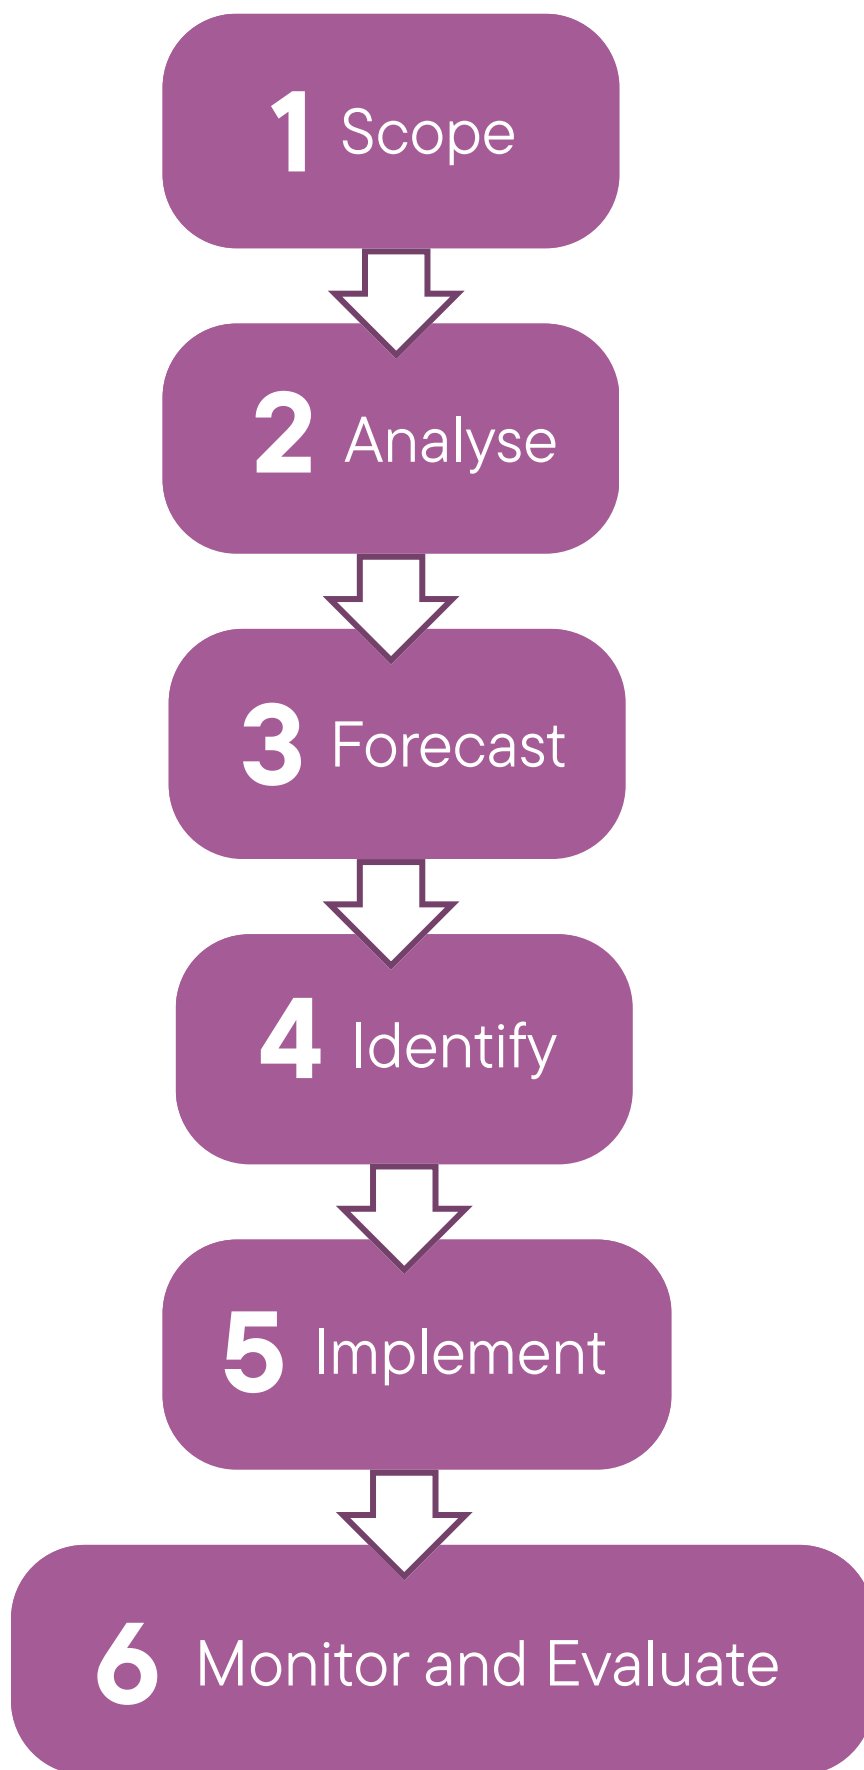 1 Scope
2 Analyse
3 Forecast
4 Identify
5 Implement
6 Monitor and Evaluate